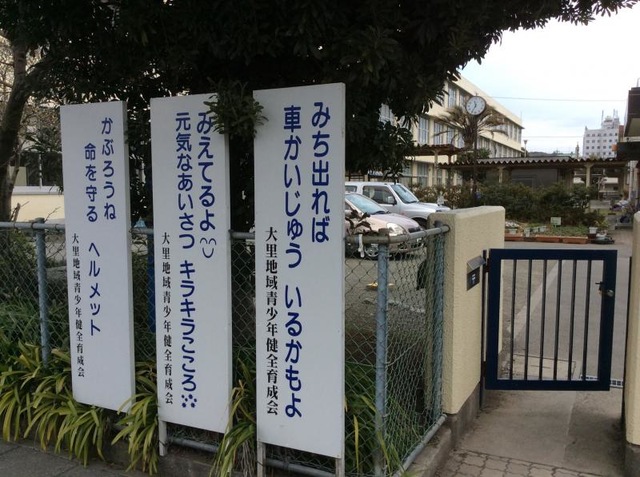 みち出れば
車かいじゅう いるかもよ
大里地域青少年健全育成会
みえてるよ
元気なあいさつ キラキラこころ
大里地域青少年健全育成会
かぶろうね
命を守る ヘルメット
大里地域青少年健全育成会